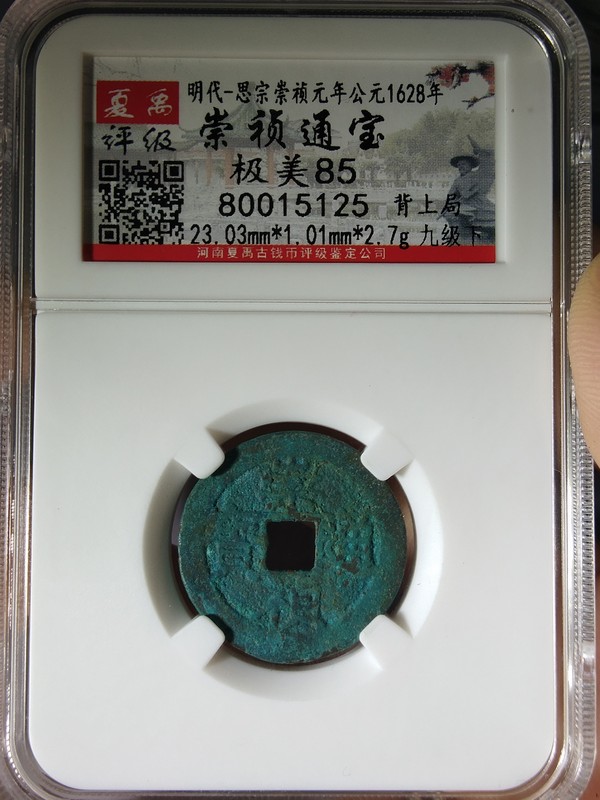 夏禹
评级
明代-思宗崇祯元年公元1628年
崇祯通宝
极美85
80015125 背上局
23.03mm*1.01mm*2.7g 九级下
河南夏禹古钱币评级鉴定公司